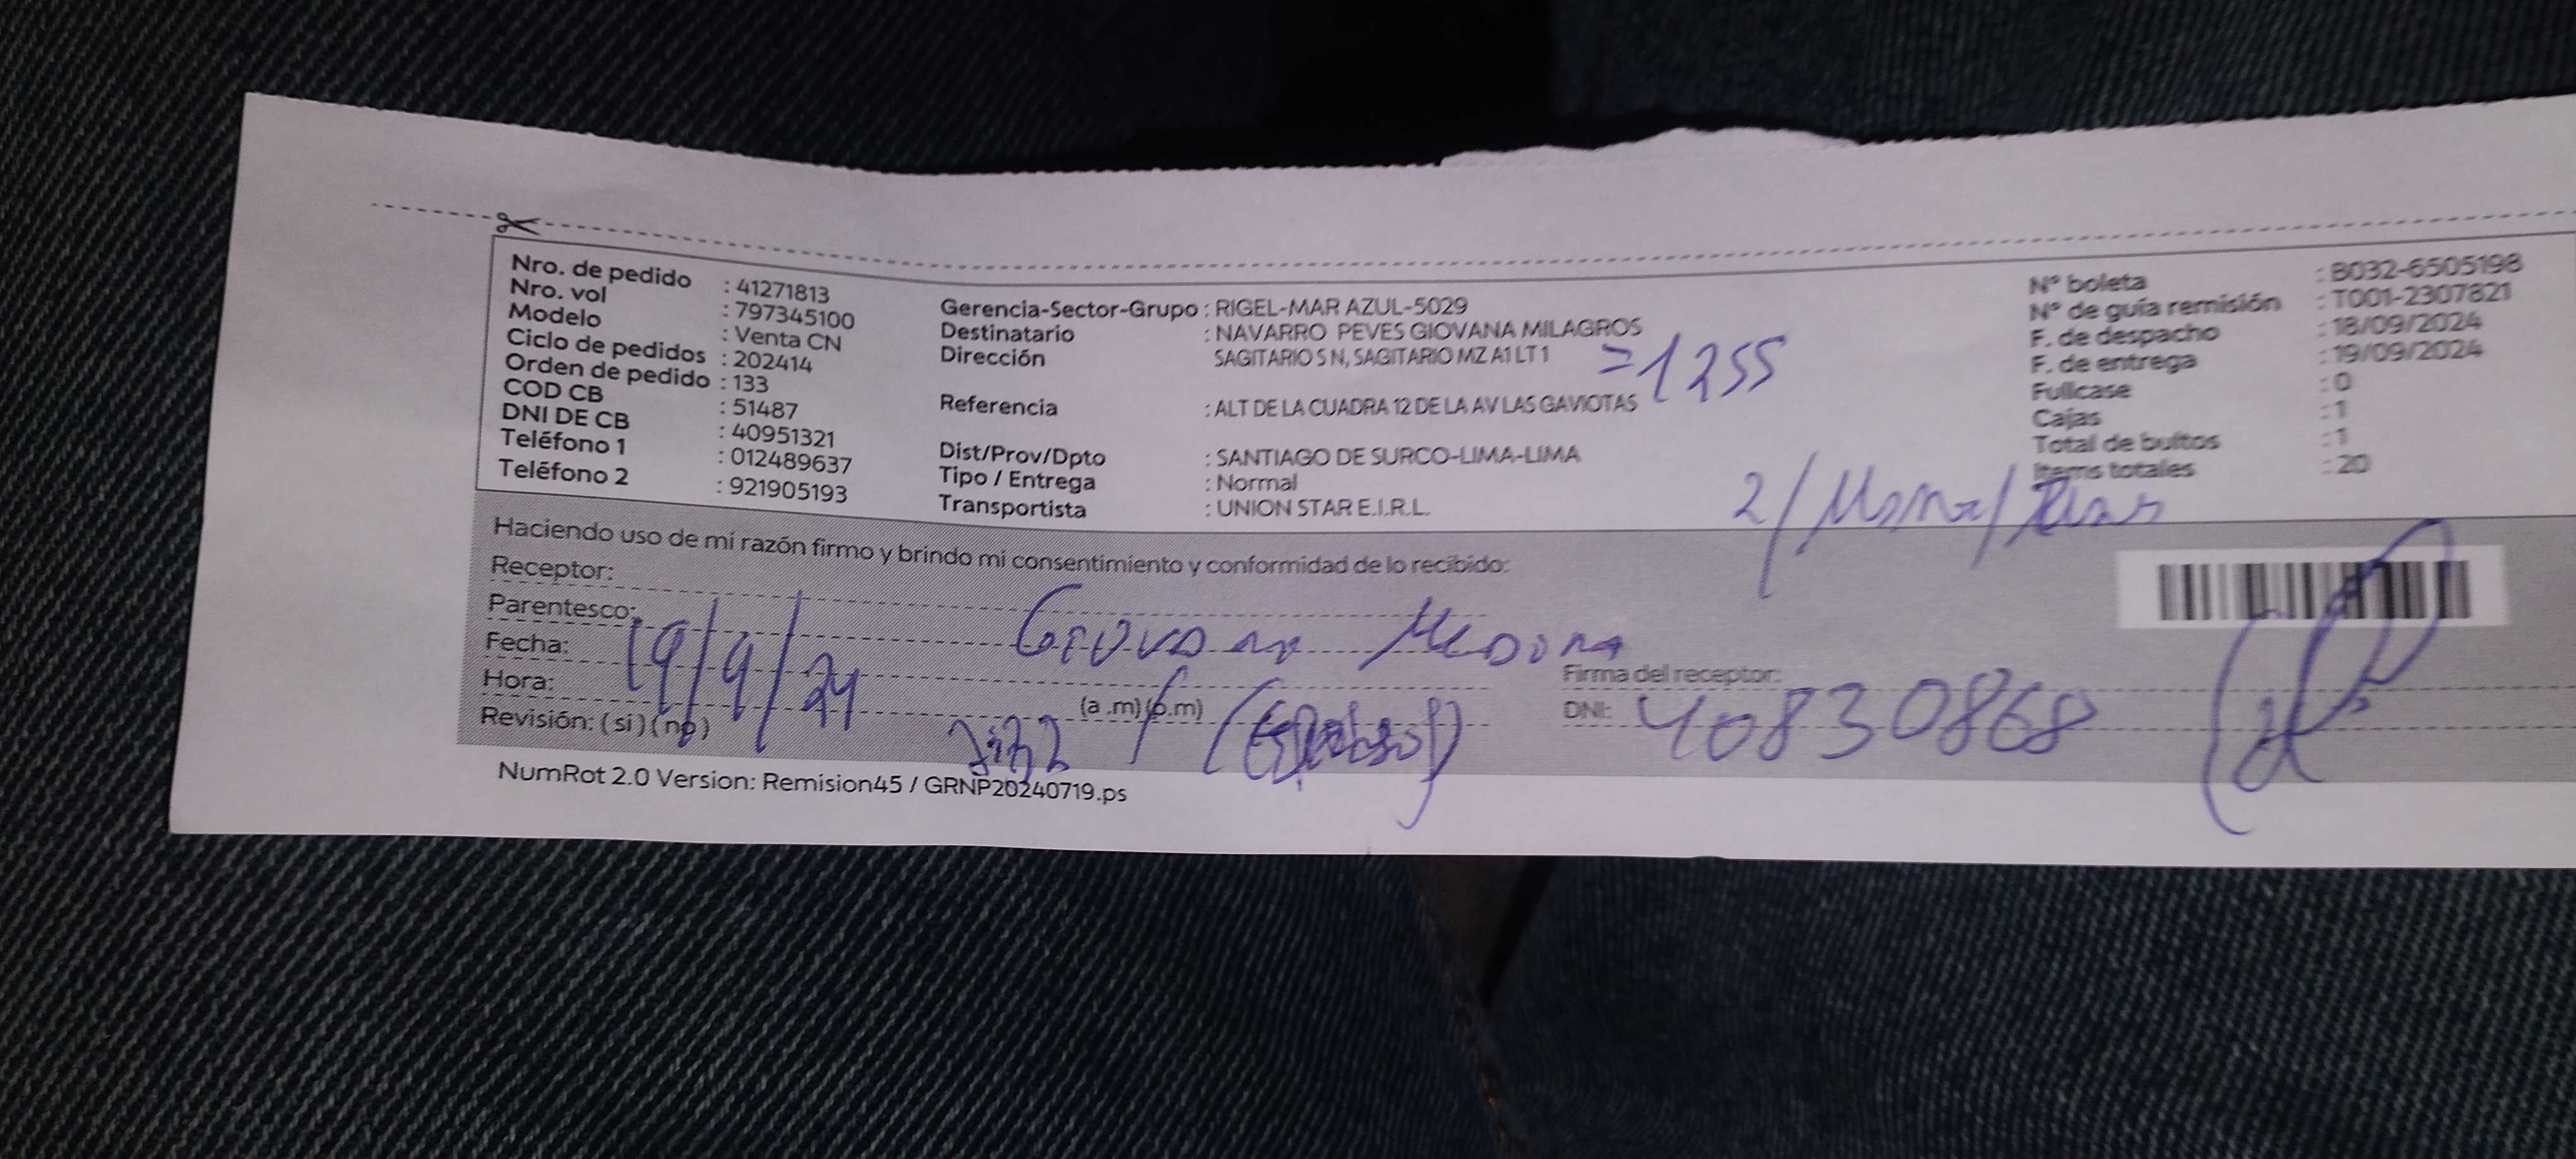 Nro. de pedido : 41271813
Nro. vol : 797345100
Modelo : Venta CN
Ciclo de pedidos : 202414
Orden de pedido : 133
COD CB : 51487
DNI DE CB : 40951321
Teléfono 1 : 012489637
Teléfono 2 : 921905193
Gerencia-Sector-Grupo : RIGEL-MAR AZUL-5029
Destinatario : NAVARRO PEVES GIOVANA MILAGROS
Dirección SAGITARIO S N, SAGITARIO MZ A1 LT 1
= 1255
Referencia : ALT DE LA CUADRA 12 DE LA AV LAS GAVIOTAS
Dist/Prov/Dpto : SANTIAGO DE SURCO-LIMA-LIMA
Tipo / Entrega : Normal
Transportista : UNION STAR E.I.R.L.
N° boleta : B032-6505198
N° de guía remisión : T001-2307821
F. de despacho : 18/09/2024
F. de entrega : 19/09/2024
Fullcase : 0
Cajas : 1
Total de bultos : 1
Items totales : 20
2/
Haciendo uso de mi razón firmo y brindo mi consentimiento y conformidad de lo recibido:
Receptor:
Parentesco:
Fecha: 19/9/24
Hora: (a .m) (p.m)
Revisión: ( si ) ( no )
Firma del receptor:
DNI: 40830868
NumRot 2.0 Version: Remision45 / GRNP20240719.ps